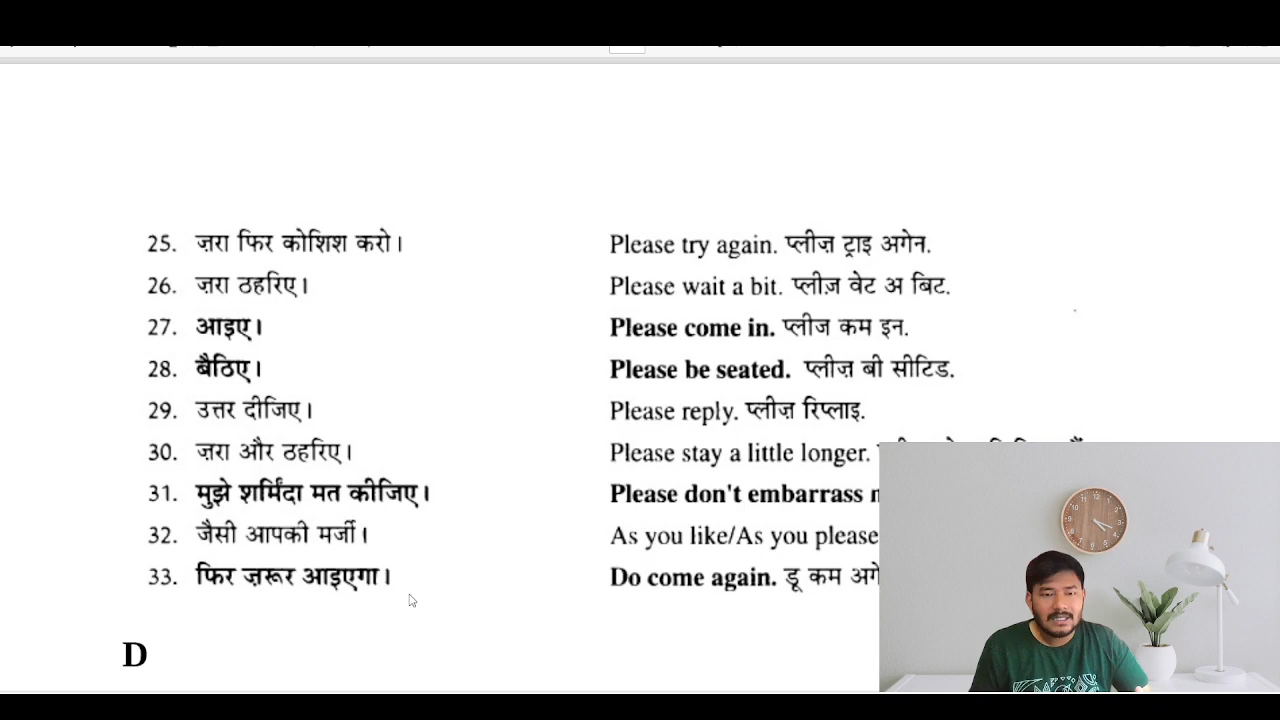 25. ज़रा फिर कोशिश करो। Please try again. प्लीज़ ट्राइ अगेन.
26. ज़रा ठहरिए। Please wait a bit. प्लीज़ वेट अ बिट.
27. आइए। Please come in. प्लीज कम इन.
28. बैठिए। Please be seated. प्लीज़ बी सीटिड.
29. उत्तर दीजिए। Please reply. प्लीज़ रिप्लाइ.
30. ज़रा और ठहरिए। Please stay a little longer.
31. मुझे शर्मिंदा मत कीजिए। Please don't embarrass
32. जैसी आपकी मर्जी। As you like/As you please
33. फिर ज़रूर आइएगा। Do come again. डू कम
D